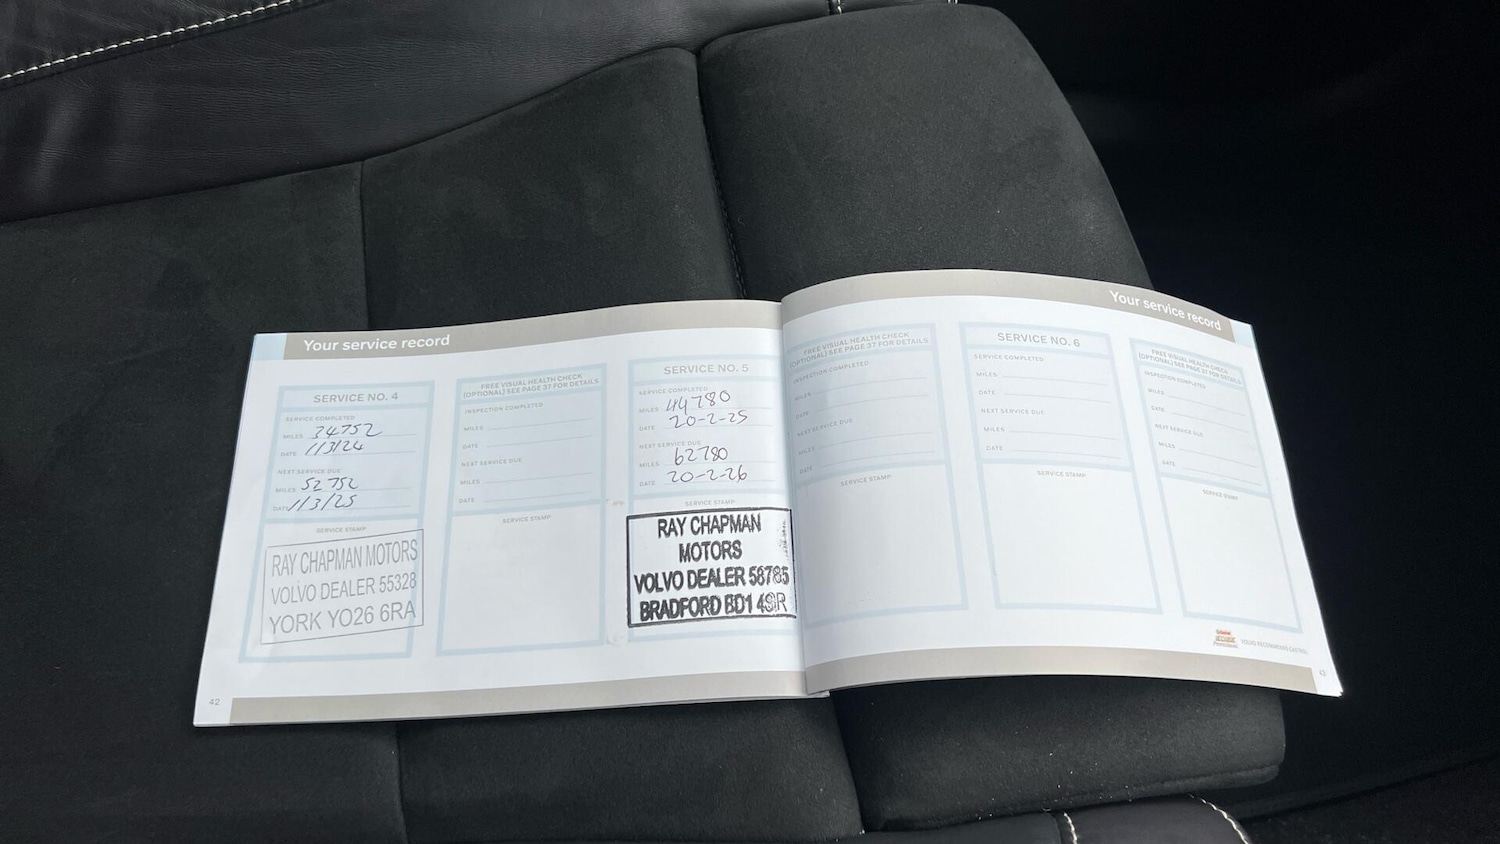 Your service record
SERVICE NO. 4
SERVICE COMPLETED
MILES 34752
DATE 1/3/24
NEXT SERVICE DUE
MILES 52752
DATE 1/3/25
SERVICE STAMP
RAY CHAPMAN MOTORS
VOLVO DEALER 55328
YORK YO26 6RA
42
FREE VISUAL HEALTH CHECK
(OPTIONAL) SEE PAGE 37 FOR DETAILS
INSPECTION COMPLETED
MILES
DATE
NEXT SERVICE DUE
MILES
DATE
SERVICE STAMP
SERVICE NO. 5
SERVICE COMPLETED
MILES 44780
DATE 20-2-25
NEXT SERVICE DUE
MILES 62780
DATE 20-2-26
SERVICE STAMP
RAY CHAPMAN
MOTORS
VOLVO DEALER 58785
BRADFORD BD1 4SR
Your service record
FREE VISUAL HEALTH CHECK
(OPTIONAL) SEE PAGE 37 FOR DETAILS
INSPECTION COMPLETED
MILES
DATE
NEXT SERVICE DUE
MILES
DATE
SERVICE STAMP
SERVICE NO. 6
SERVICE COMPLETED
MILES
DATE
NEXT SERVICE DUE
MILES
DATE
SERVICE STAMP
FREE VISUAL HEALTH CHECK
(OPTIONAL) SEE PAGE 37 FOR DETAILS
INSPECTION COMPLETED
MILES
DATE
NEXT SERVICE DUE
MILES
DATE
SERVICE STAMP
Castrol
VOLVO RECOMMENDS CASTROL
43